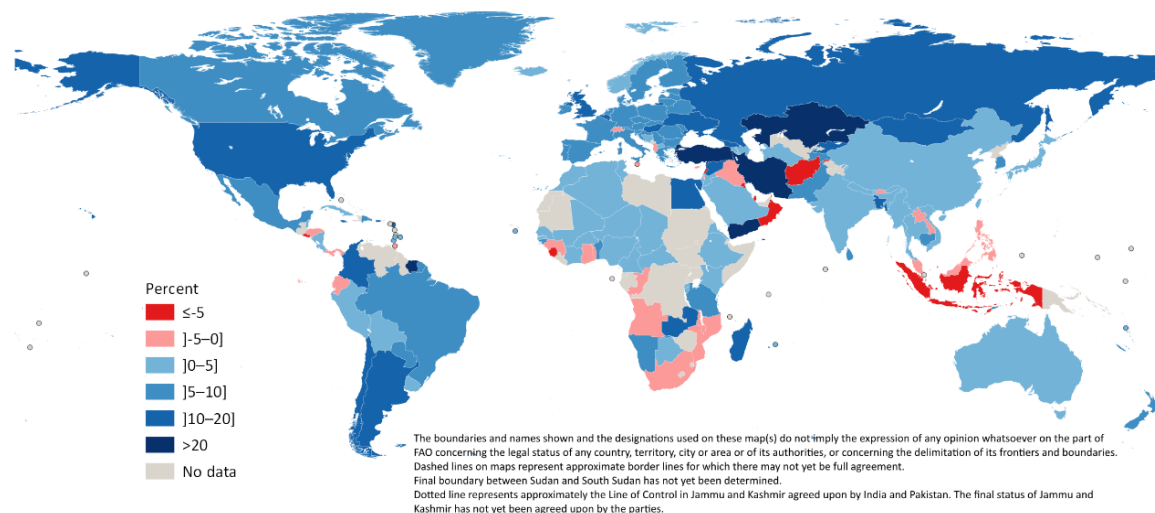 Percent
≤-5
]-5–0]
]0–5]
]5–10]
]10–20]
>20
No data
The boundaries and names shown and the designations used on these map(s) do not imply the expression of any opinion whatsoever on the part of
FAO concerning the legal status of any country, territory, city or area or of its authorities, or concerning the delimitation of its frontiers and boundaries.
Dashed lines on maps represent approximate border lines for which there may not yet be full agreement.
Final boundary between Sudan and South Sudan has not yet been determined.
Dotted line represents approximately the Line of Control in Jammu and Kashmir agreed upon by India and Pakistan. The final status of Jammu and
Kashmir has not yet been agreed upon by the parties.